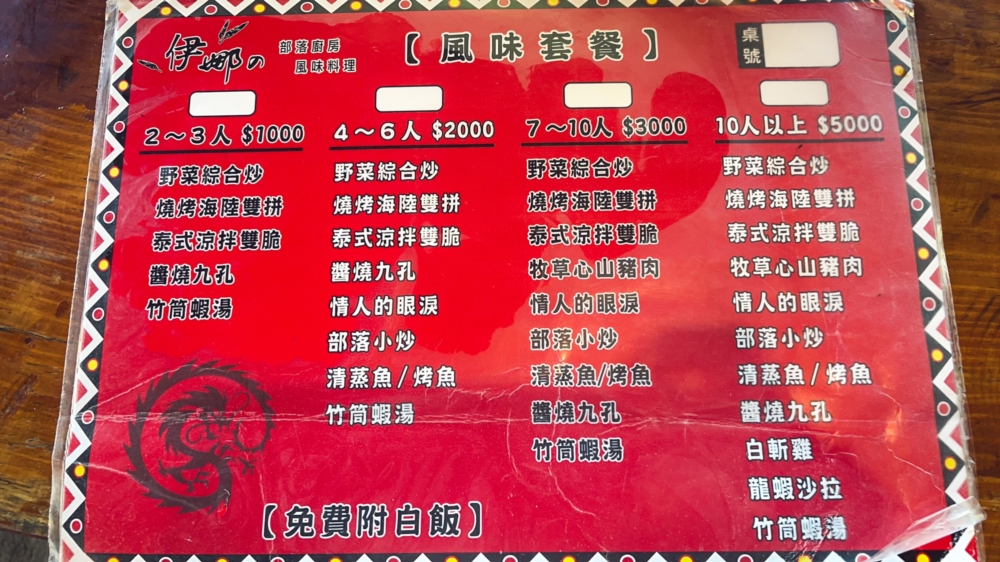 伊娜の
部落廚房
風味料理
【風味套餐】
桌號
2～3人 $1000
野菜綜合炒
燒烤海陸雙拼
泰式涼拌雙脆
醬燒九孔
竹筒蝦湯
4～6人 $2000
野菜綜合炒
燒烤海陸雙拼
泰式涼拌雙脆
醬燒九孔
情人的眼淚
部落小炒
清蒸魚/烤魚
竹筒蝦湯
7～10人 $3000
野菜綜合炒
燒烤海陸雙拼
泰式涼拌雙脆
牧草心山豬肉
情人的眼淚
部落小炒
清蒸魚/烤魚
醬燒九孔
竹筒蝦湯
10人以上 $5000
野菜綜合炒
燒烤海陸雙拼
泰式涼拌雙脆
牧草心山豬肉
情人的眼淚
部落小炒
清蒸魚/烤魚
醬燒九孔
白斬雞
龍蝦沙拉
竹筒蝦湯
【免費附白飯】